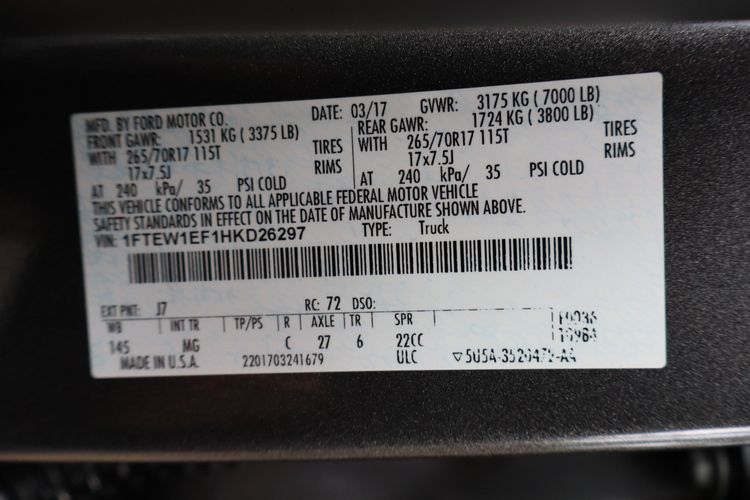 MFD. BY FORD MOTOR CO. DATE: 03/17 GVWR: 3175 KG ( 7000 LB)
FRONT GAWR: 1531 KG ( 3375 LB) REAR GAWR: 1724 KG ( 3800 LB)
WITH 265/70R17 115T TIRES WITH 265/70R17 115T TIRES
17x7.5J RIMS 17x7.5J RIMS
AT 240 kPa/ 35 PSI COLD AT 240 kPa/ 35 PSI COLD
THIS VEHICLE CONFORMS TO ALL APPLICABLE FEDERAL MOTOR VEHICLE
SAFETY STANDARDS IN EFFECT ON THE DATE OF MANUFACTURE SHOWN ABOVE.
VIN: 1FTEW1EF1HKD26297 TYPE: Truck
EXT PNT: J7 RC: 72 DSO:
WB INT TR TP/PS R AXLE TR SPR
145 MG C 27 6 22CC
MADE IN U.S.A. 2201703241679 ULC